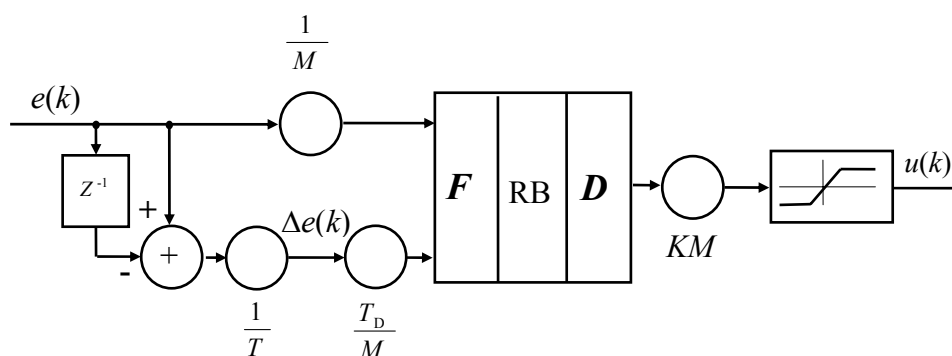 1/M
e(k)
Z⁻¹
F RB D
u(k)
+
Δe(k)
KM
-
+
1/T
T_D/M